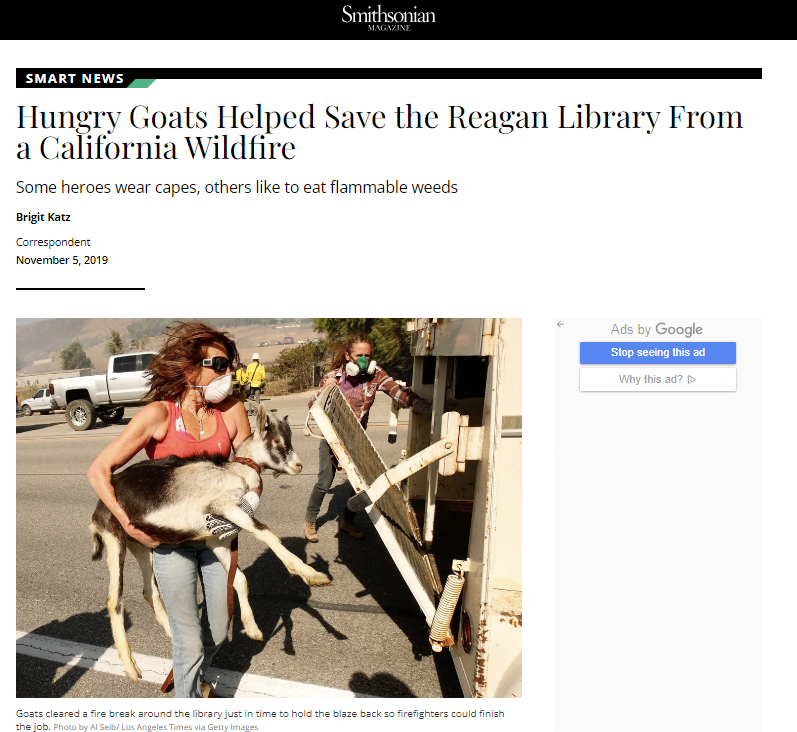 Smithsonian
MAGAZINE
SMART NEWS
Hungry Goats Helped Save the Reagan Library From
a California Wildfire
Some heroes wear capes, others like to eat flammable weeds
Brigit Katz
Correspondent
November 5, 2019
Goats cleared a fire break around the library just in time to hold the blaze back so firefighters could finish
the job. Photo by Al Seib/ Los Angeles Times via Getty Images
Ads by Google
Stop seeing this ad
Why this ad?